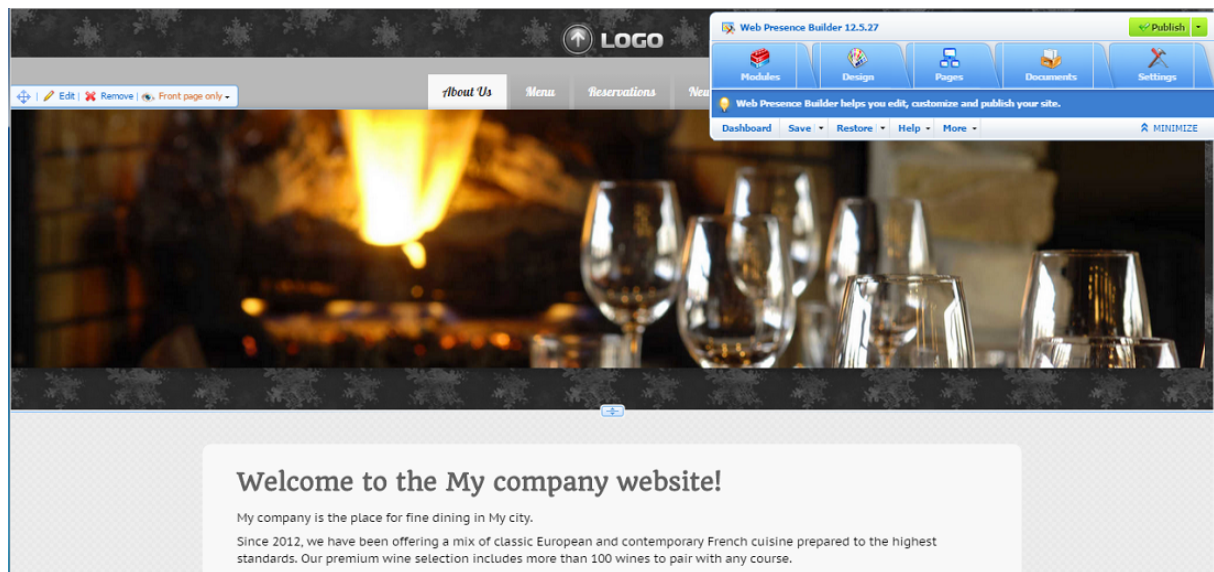 LOGO
Web Presence Builder 12.5.27
Publish
Modules
Design
Pages
Documents
Settings
Web Presence Builder helps you edit, customize and publish your site.
Dashboard Save Restore Help More MINIMIZE
Edit Remove Front page only
About Us Menu Reservations
Welcome to the My company website!
My company is the place for fine dining in My city.
Since 2012, we have been offering a mix of classic European and contemporary French cuisine prepared to the highest
standards. Our premium wine selection includes more than 100 wines to pair with any course.